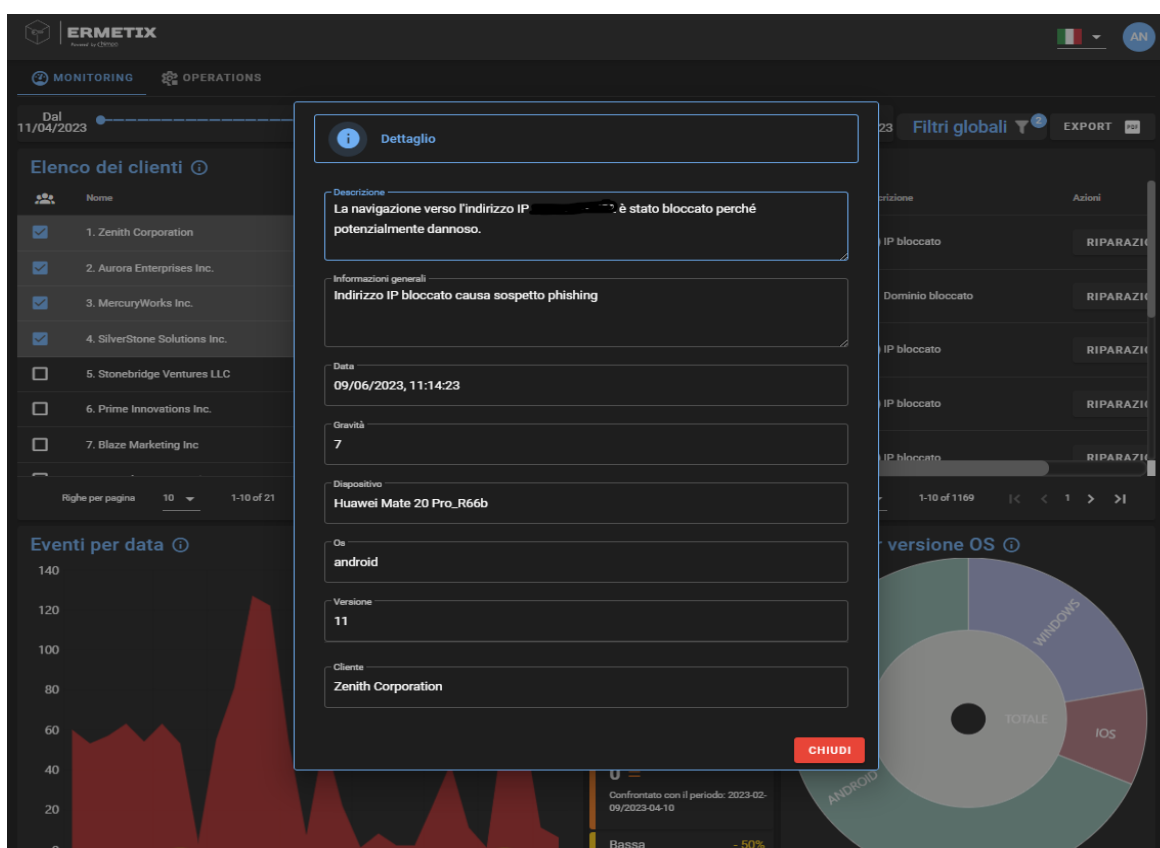 ERMETIX
AN
MONITORING
OPERATIONS
Dal
11/04/2023
23
Filtri globali
2
EXPORT
PDF
Elenco dei clienti
Nome
1. Zenith Corporation
2. Aurora Enterprises Inc.
3. MercuryWorks Inc.
4. SilverStone Solutions Inc.
5. Stonebridge Ventures LLC
6. Prime Innovations Inc.
7. Blaze Marketing Inc
Righe per pagina 10 1-10 of 21
Dettaglio
Descrizione
La navigazione verso l'indirizzo IP è stato bloccato perché
potenzialmente dannoso.
Informazioni generali
Indirizzo IP bloccato causa sospetto phishing
Data
09/06/2023, 11:14:23
Gravità
7
Dispositivo
Huawei Mate 20 Pro_R66b
Os
android
Versione
11
Cliente
Zenith Corporation
CHIUDI
crizione
Azioni
IP bloccato
RIPARAZI
Dominio bloccato
RIPARAZI
IP bloccato
RIPARAZI
IP bloccato
RIPARAZI
IP bloccato
RIPARAZI
1-10 of 1169 1
Eventi per data
140
120
100
80
60
40
20
0
Confrontato con il periodo: 2023-02-
09/2023-04-10
Bassa
- 50%
versione OS
WINDOWS
IOS
ANDROID
TOTALE